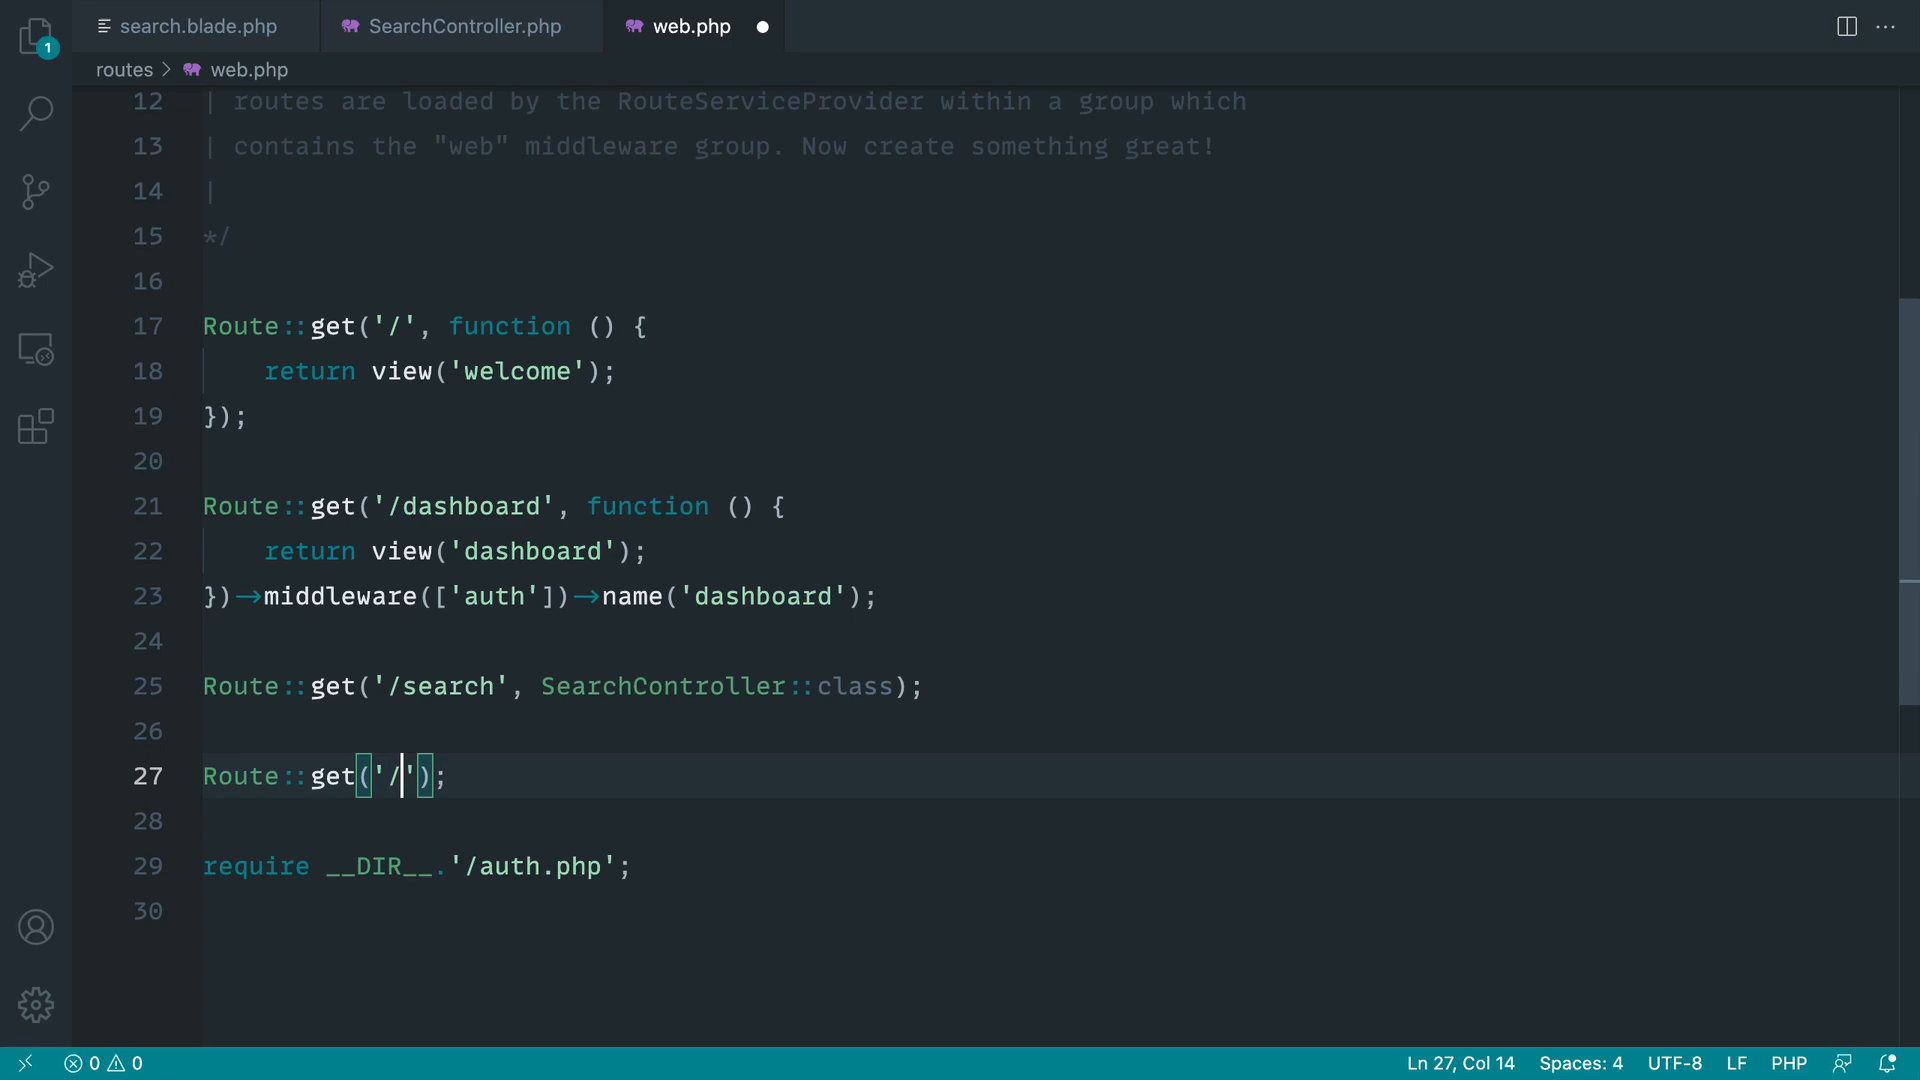 search.blade.php SearchController.php web.php
1
routes > web.php
12 | routes are loaded by the RouteServiceProvider within a group which
13 | contains the "web" middleware group. Now create something great!
14 |
15 */
16
17 Route::get('/', function () {
18     return view('welcome');
19 });
20
21 Route::get('/dashboard', function () {
22     return view('dashboard');
23 })->middleware(['auth'])->name('dashboard');
24
25 Route::get('/search', SearchController::class);
26
27 Route::get('/');
28
29 require __DIR__.'/auth.php';
30
0 0 Ln 27, Col 14 Spaces: 4 UTF-8 LF PHP